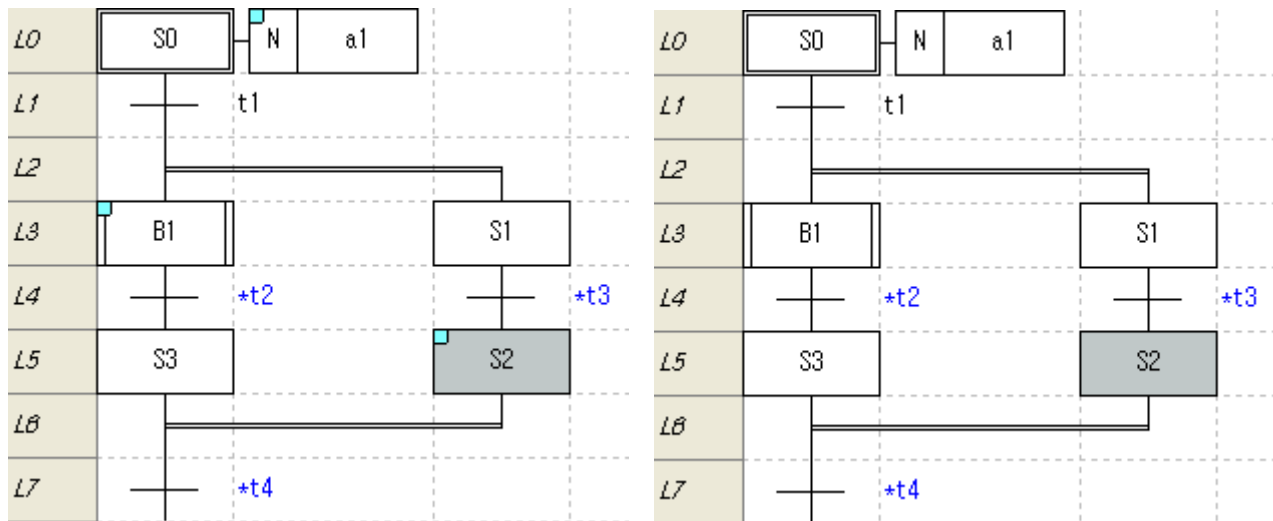 L0 S0 N a1
L1 t1
L2
L3 B1 S1
L4 *t2 *t3
L5 S3 S2
L6
L7 *t4
L0 S0 N a1
L1 t1
L2
L3 B1 S1
L4 *t2 *t3
L5 S3 S2
L6
L7 *t4